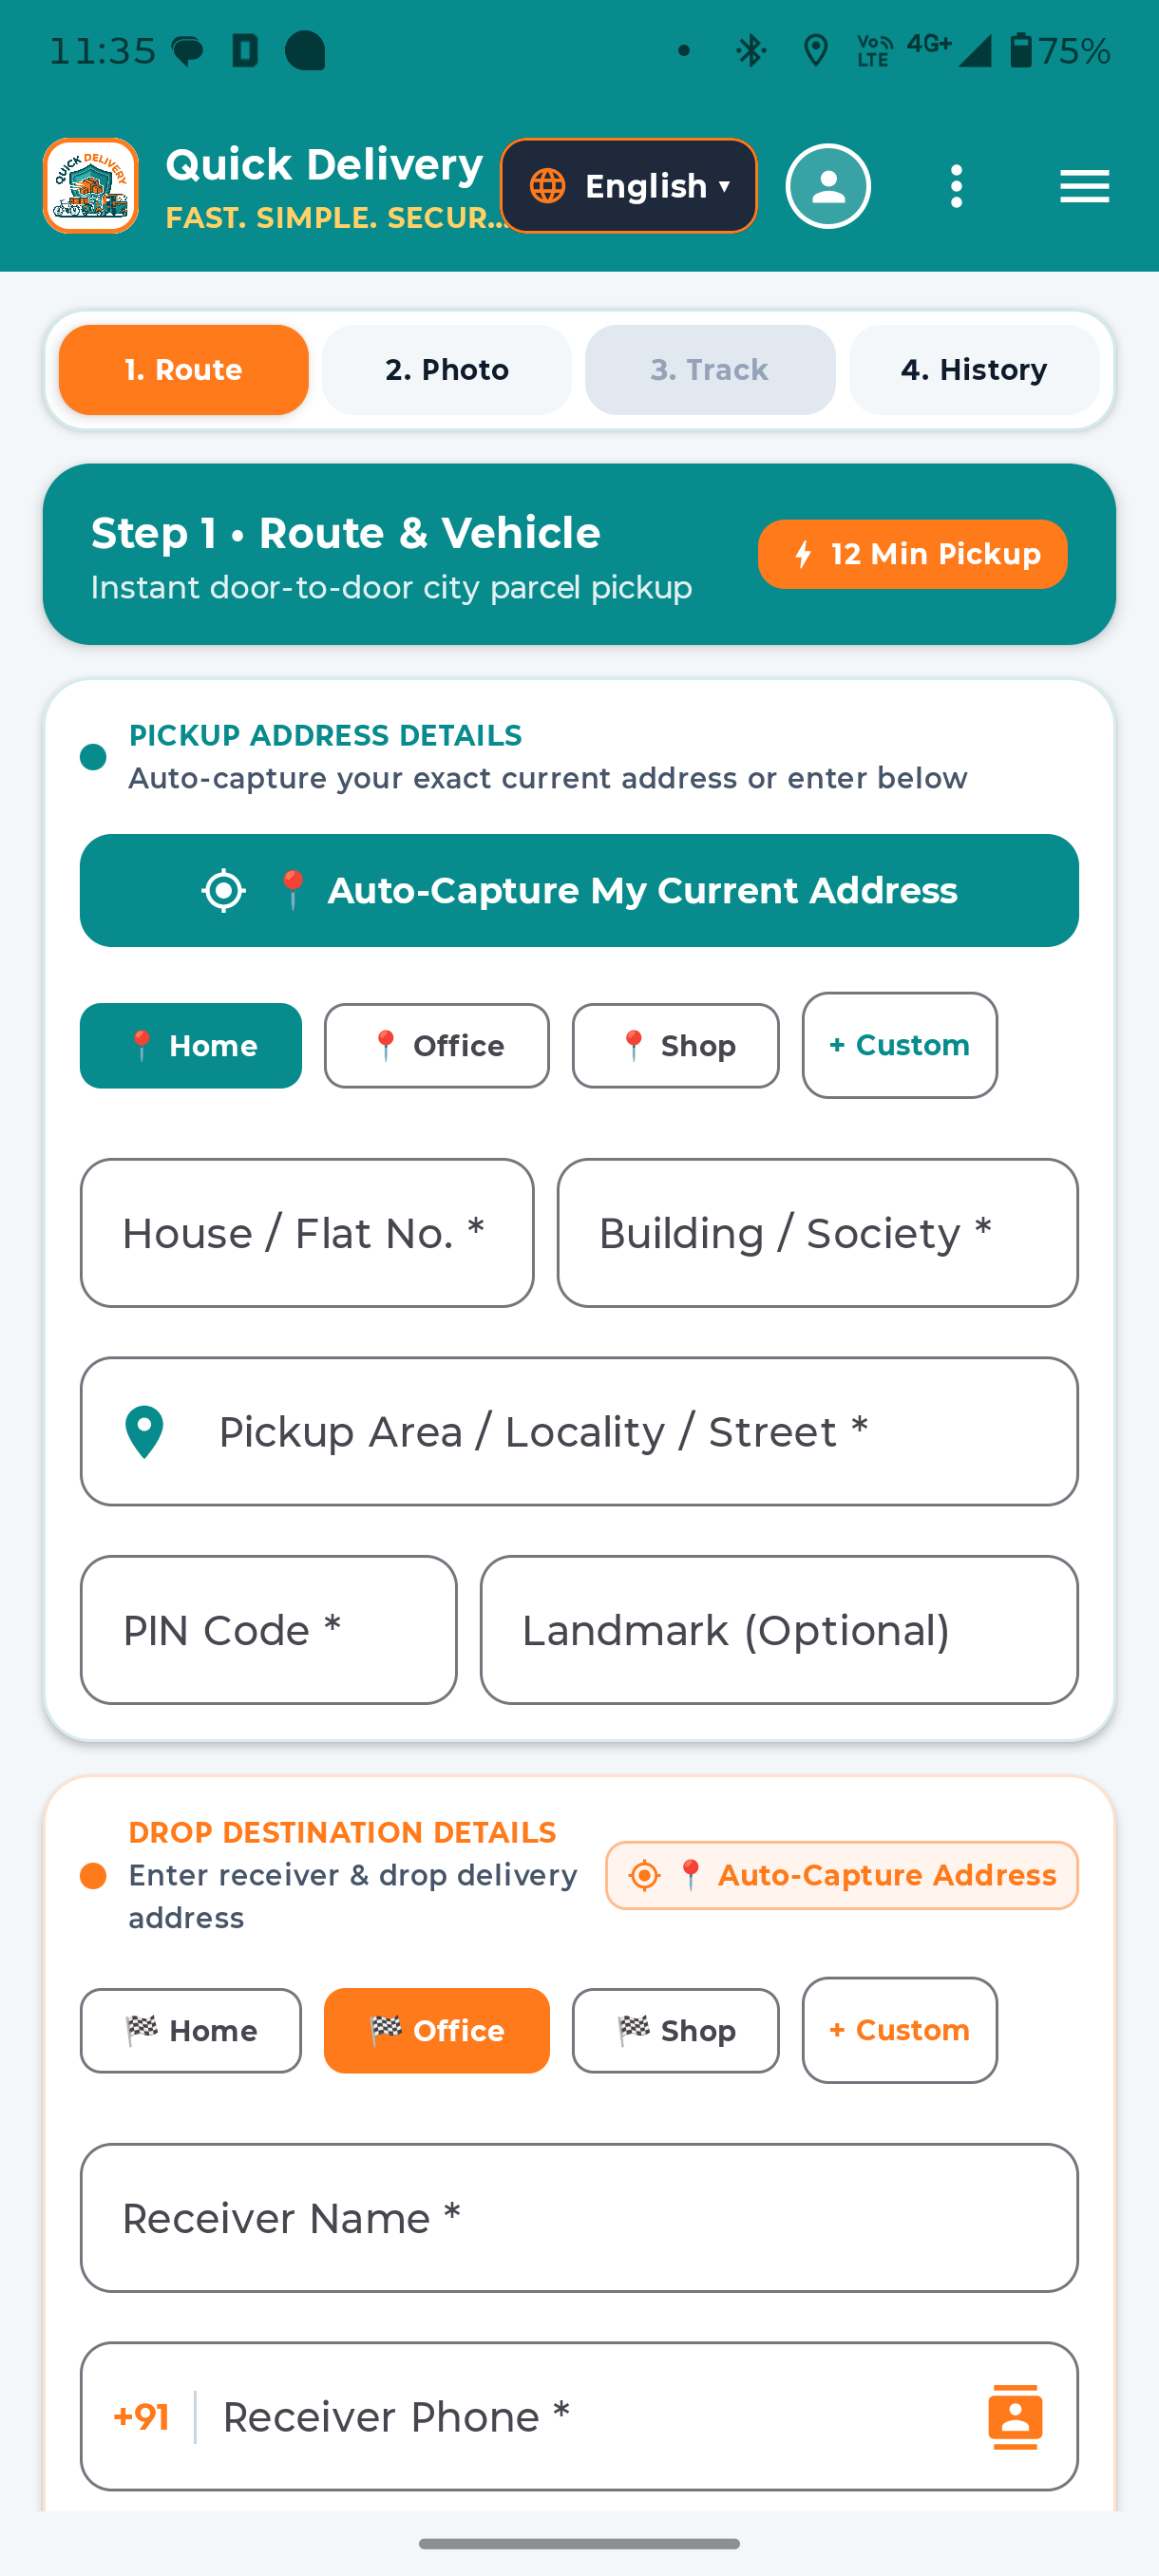 11:35
Vo LTE 4G+ 75%
QUICK DELIVERY
Quick Delivery
FAST. SIMPLE. SECUR...
English ▾
1. Route
2. Photo
3. Track
4. History
Step 1 • Route & Vehicle
Instant door-to-door city parcel pickup
12 Min Pickup
PICKUP ADDRESS DETAILS
Auto-capture your exact current address or enter below
📍 Auto-Capture My Current Address
📍 Home
📍 Office
📍 Shop
+ Custom
House / Flat No. *
Building / Society *
Pickup Area / Locality / Street *
PIN Code *
Landmark (Optional)
DROP DESTINATION DETAILS
Enter receiver & drop delivery
address
📍 Auto-Capture Address
🏁 Home
🏁 Office
🏁 Shop
+ Custom
Receiver Name *
+91
Receiver Phone *